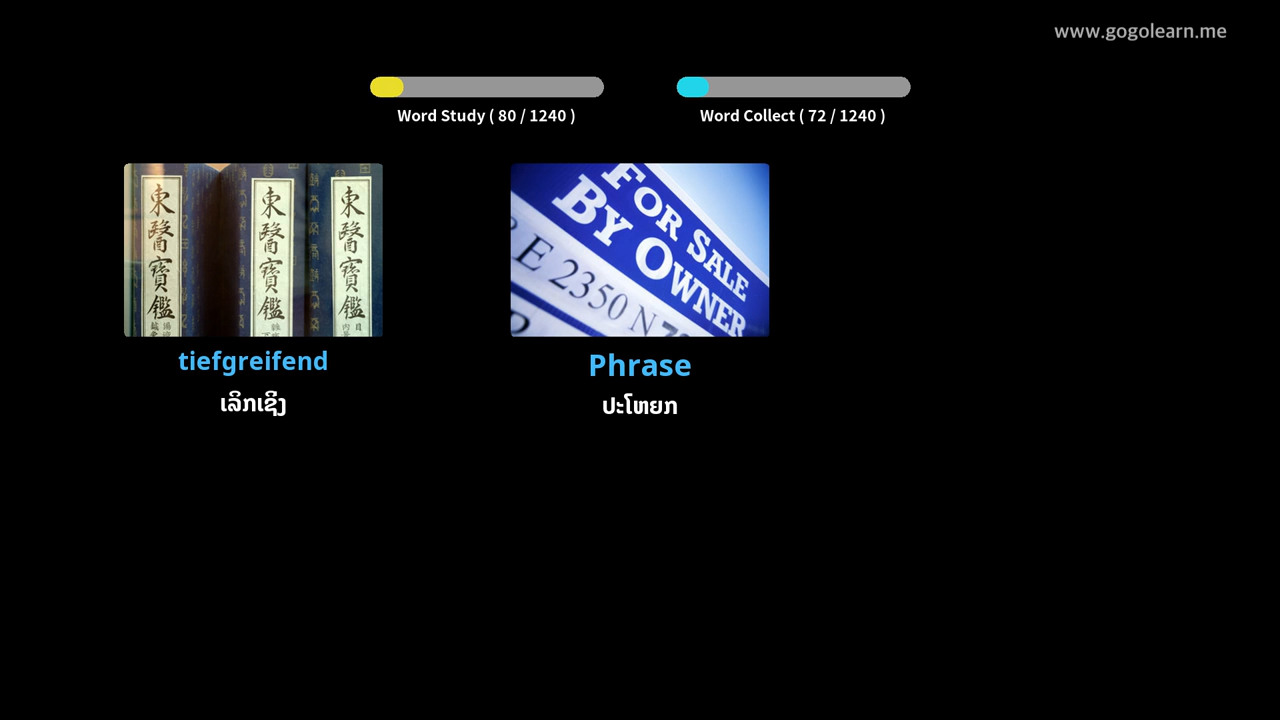 www.gogolearn.me
Word Study ( 80 / 1240 )
Word Collect ( 72 / 1240 )
東醫寶鑑
東醫寶鑑
東醫寶鑑
FOR SALE
BY OWNER
E 2350 N
tiefgreifend
ເລິກເຊິງ
Phrase
ປະໂຫຍກ